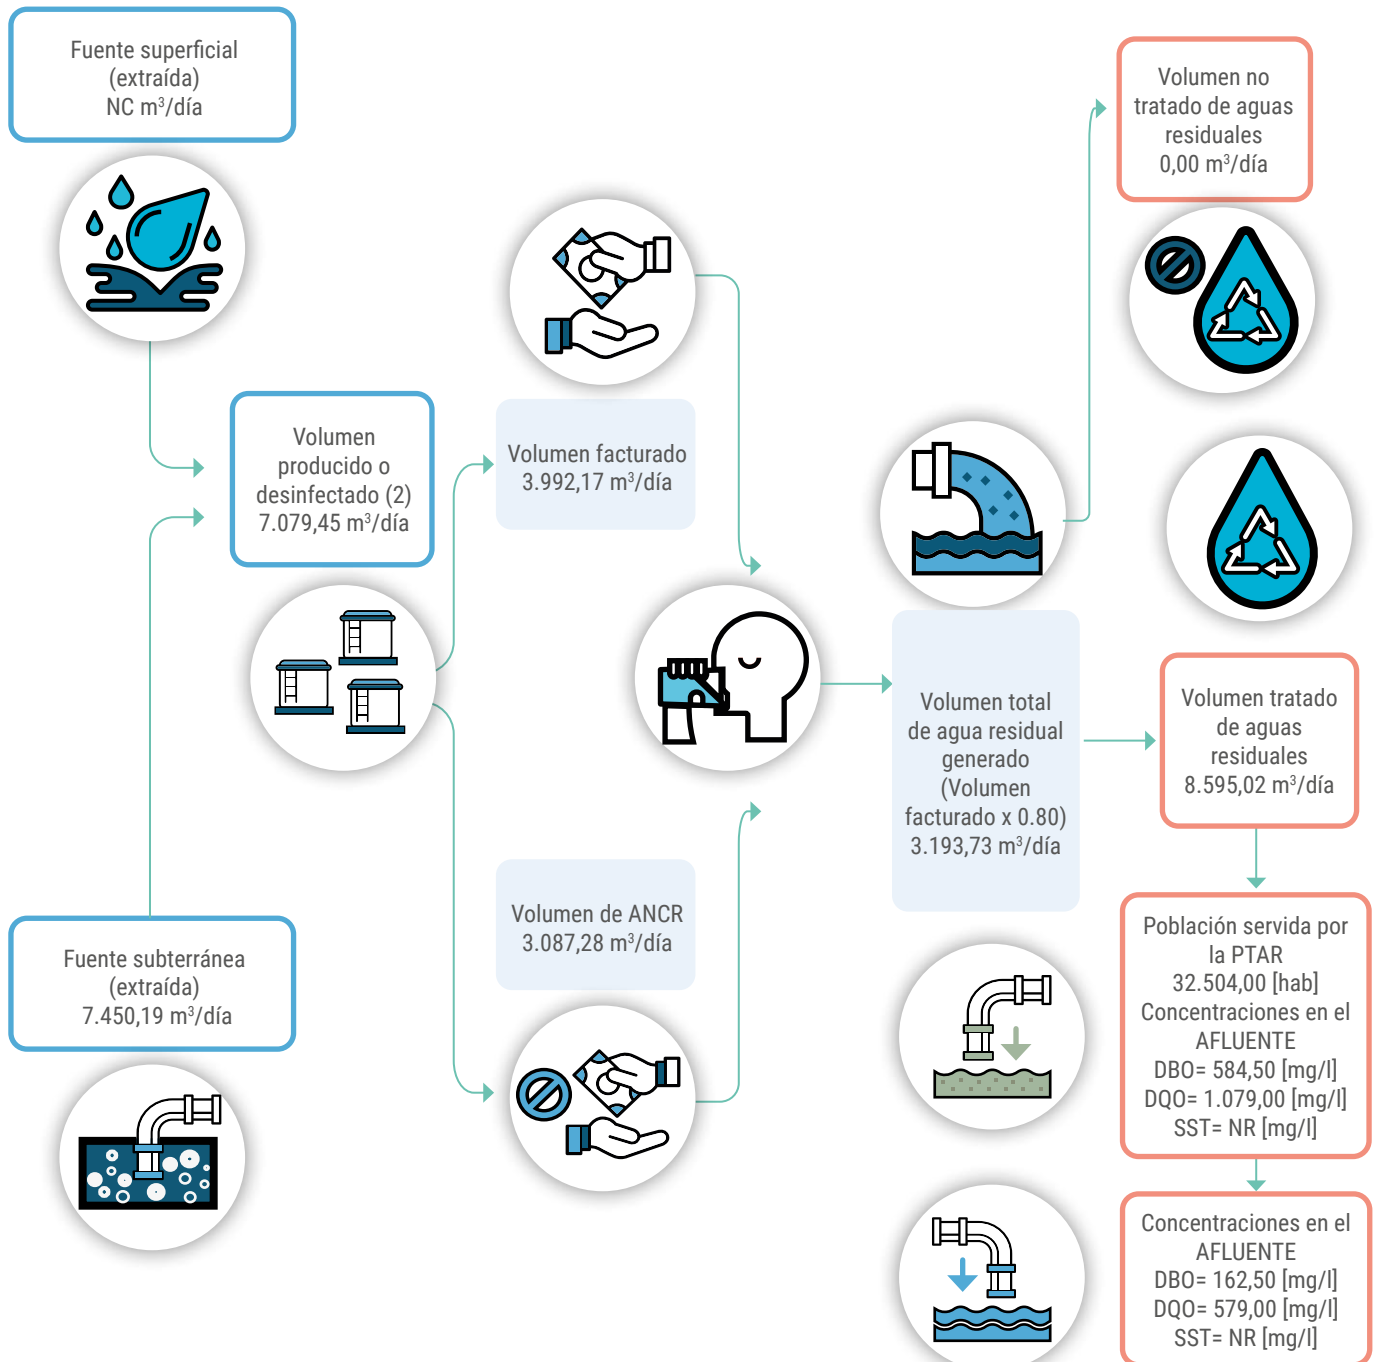 Fuente superficial
(extraída)
NC m³/día
Volumen no
tratado de aguas
residuales
0,00 m³/día
Volumen
producido o
desinfectado (2)
7.079,45 m³/día
Volumen facturado
3.992,17 m³/día
Volumen total
de agua residual
generado
(Volumen
facturado x 0.80)
3.193,73 m³/día
Volumen tratado
de aguas
residuales
8.595,02 m³/día
Volumen de ANCR
3.087,28 m³/día
Fuente subterránea
(extraída)
7.450,19 m³/día
Población servida por
la PTAR
32.504,00 [hab]
Concentraciones en el
AFLUENTE
DBO= 584,50 [mg/l]
DQO= 1.079,00 [mg/l]
SST= NR [mg/l]
Concentraciones en el
AFLUENTE
DBO= 162,50 [mg/l]
DQO= 579,00 [mg/l]
SST= NR [mg/l]